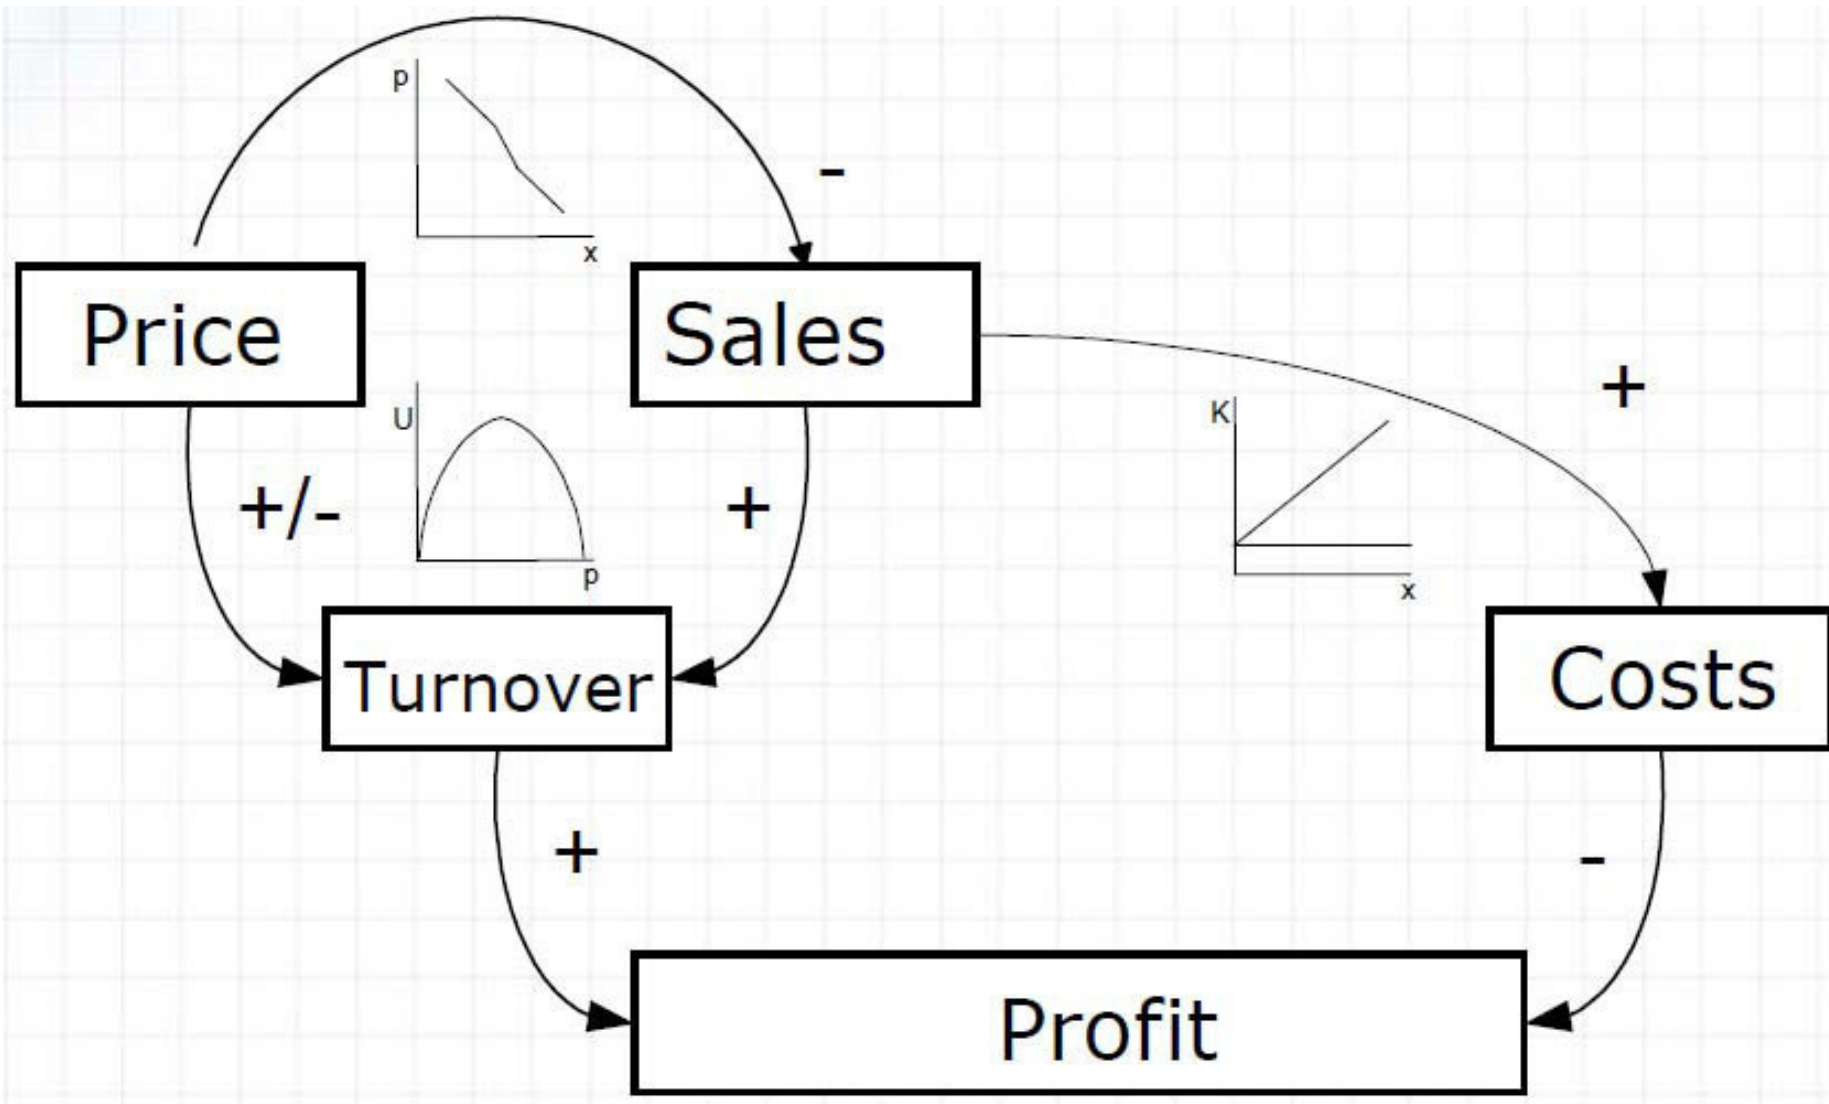 p
x
-
Price
Sales
+
U
p
+/-
+
K
x
Turnover
Costs
+
-
Profit